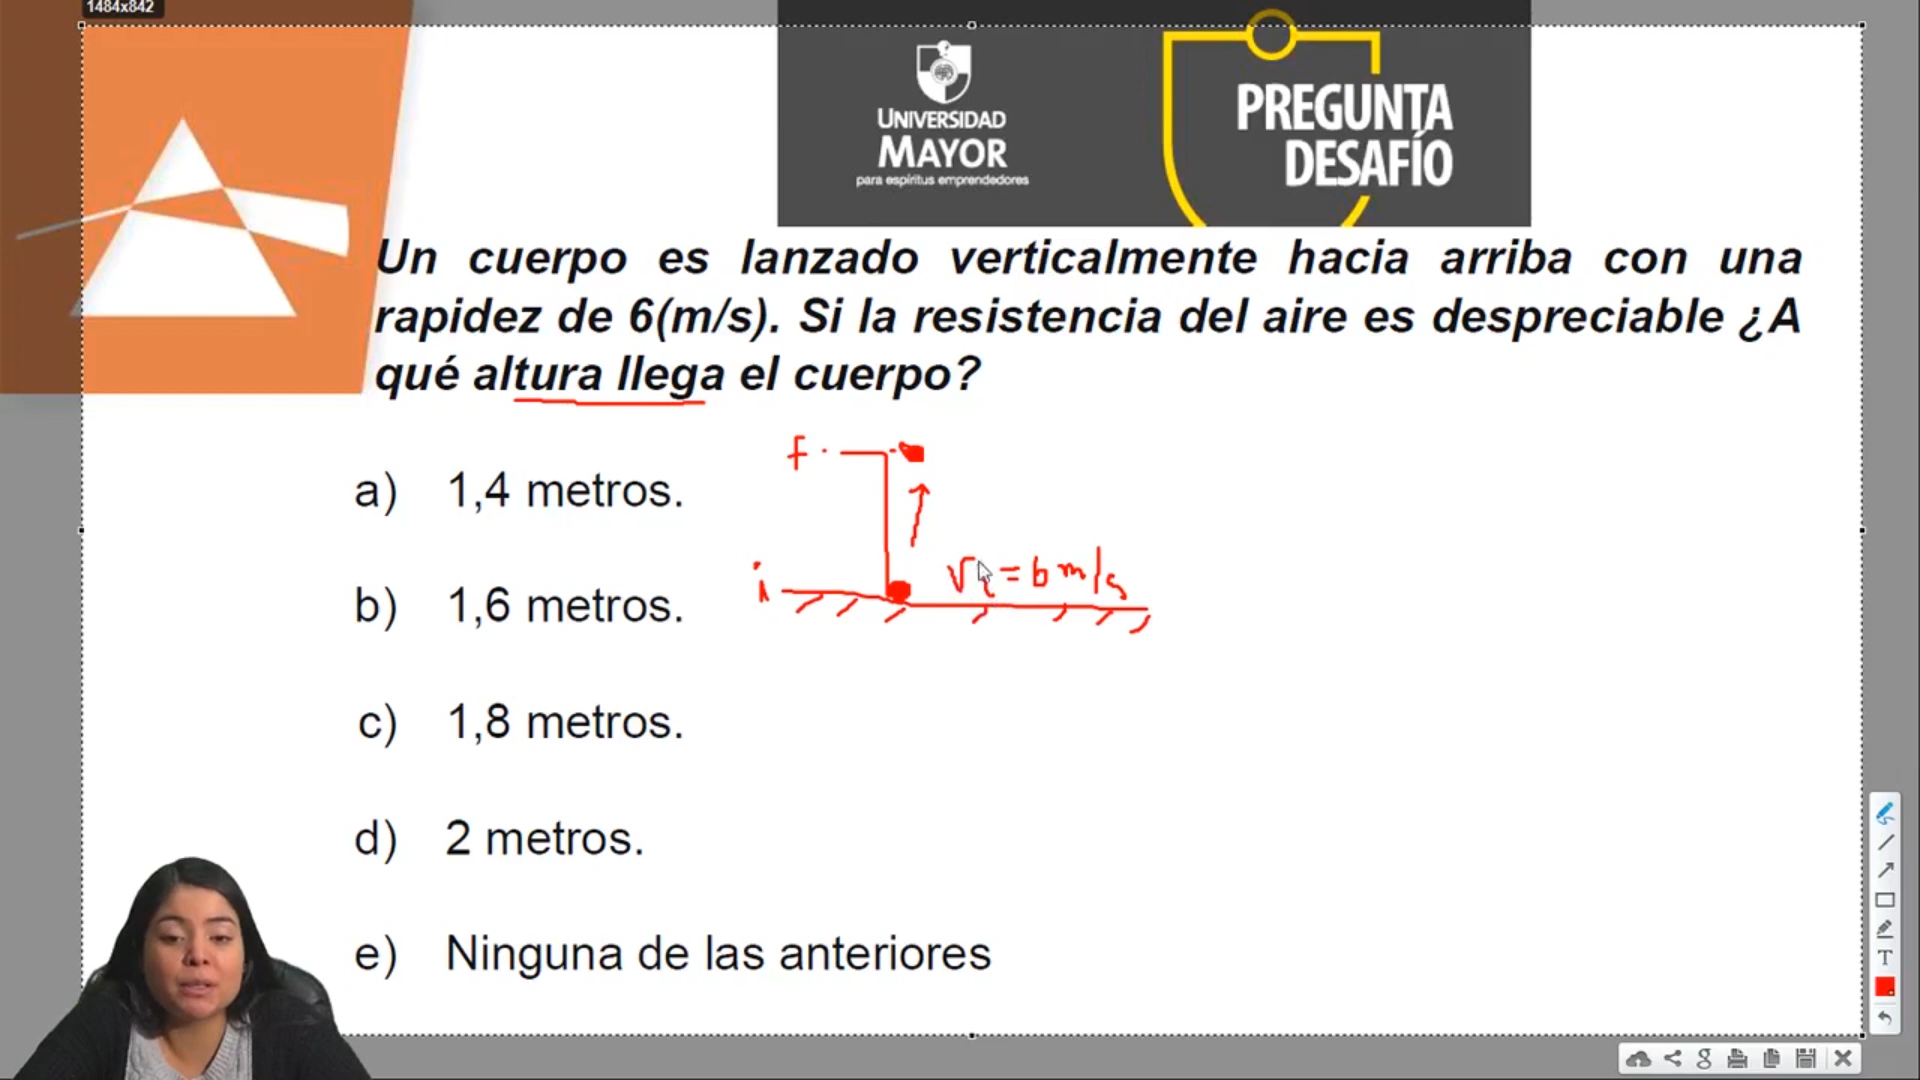 1484x842
UNIVERSIDAD
MAYOR
para espíritus emprendedores
PREGUNTA
DESAFÍO
Un cuerpo es lanzado verticalmente hacia arriba con una
rapidez de 6(m/s). Si la resistencia del aire es despreciable ¿A
qué altura llega el cuerpo?
f
a) 1,4 metros.
i
Vi = 6 m/s
b) 1,6 metros.
c) 1,8 metros.
d) 2 metros.
e) Ninguna de las anteriores
T
g